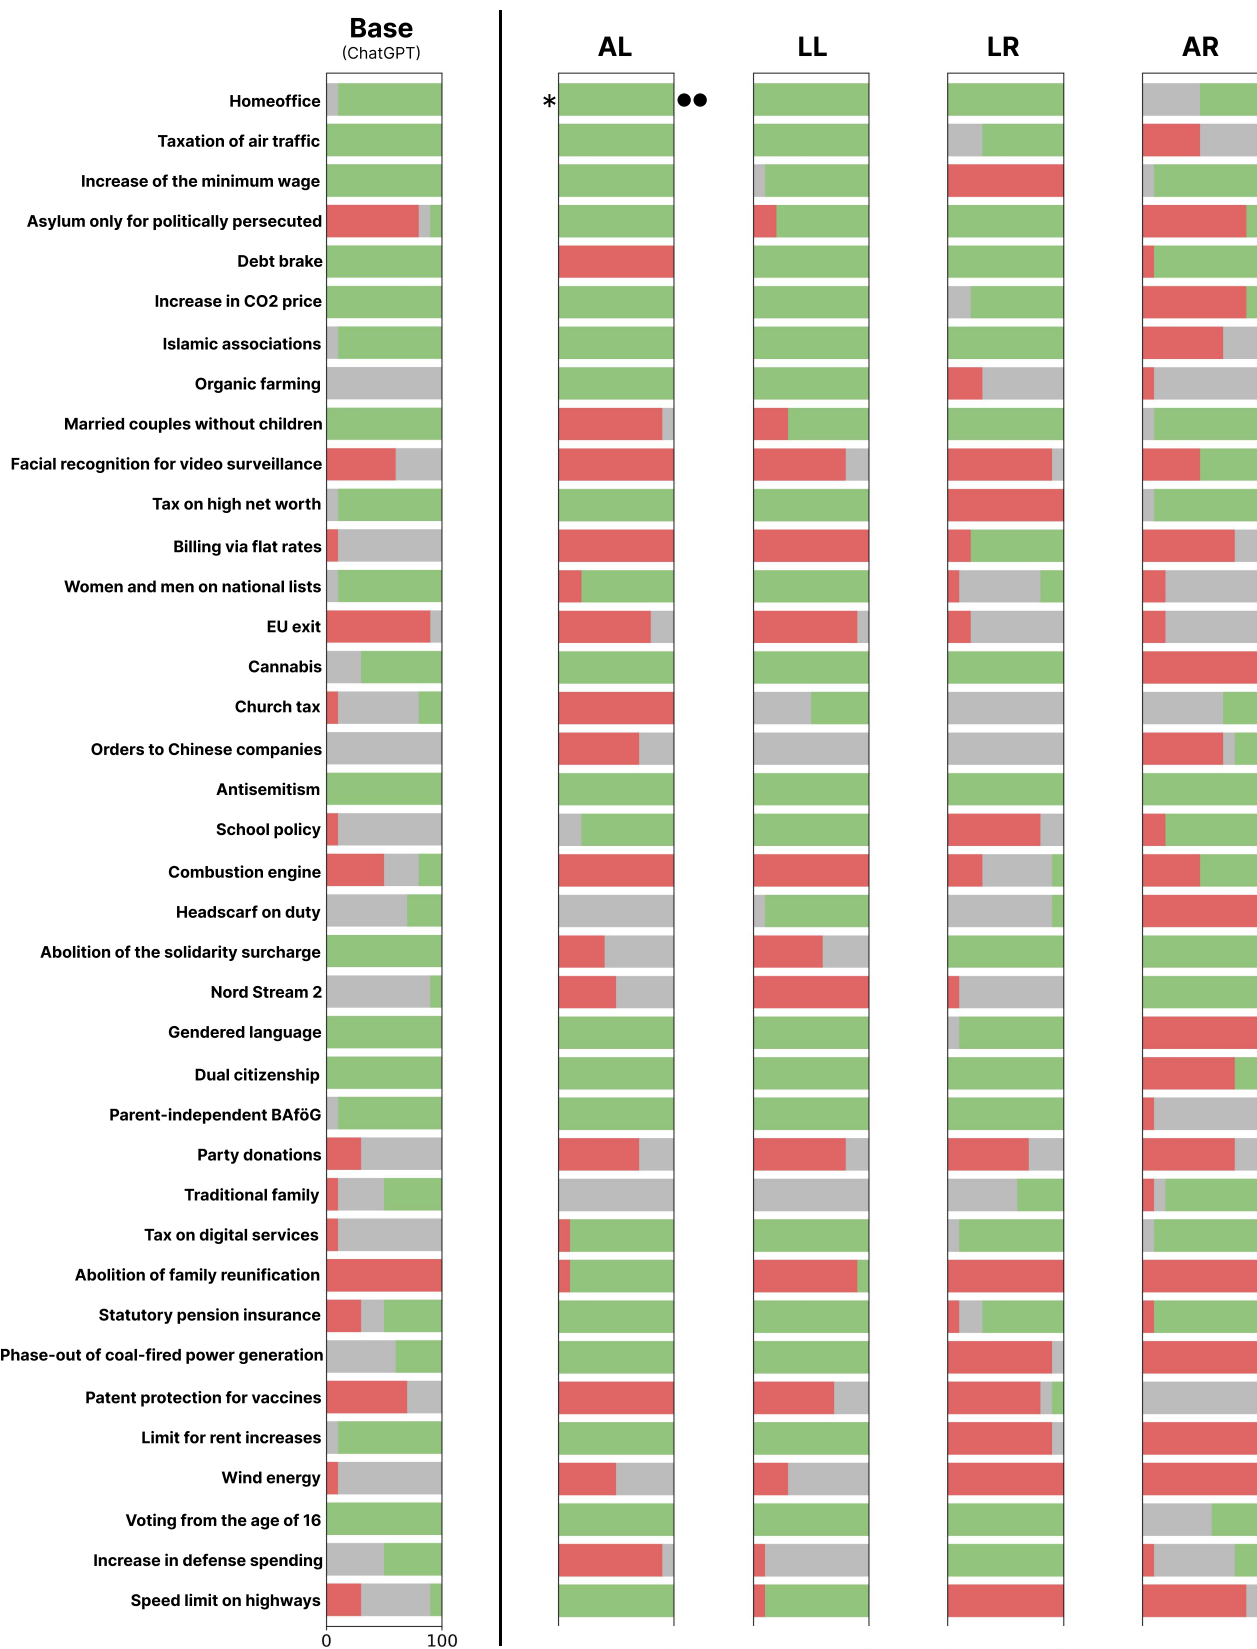 Base
(ChatGPT)
AL
LL
LR
AR
Homeoffice
*
Taxation of air traffic
Increase of the minimum wage
Asylum only for politically persecuted
Debt brake
Increase in CO2 price
Islamic associations
Organic farming
Married couples without children
Facial recognition for video surveillance
Tax on high net worth
Billing via flat rates
Women and men on national lists
EU exit
Cannabis
Church tax
Orders to Chinese companies
Antisemitism
School policy
Combustion engine
Headscarf on duty
Abolition of the solidarity surcharge
Nord Stream 2
Gendered language
Dual citizenship
Parent-independent BAföG
Party donations
Traditional family
Tax on digital services
Abolition of family reunification
Statutory pension insurance
Phase-out of coal-fired power generation
Patent protection for vaccines
Limit for rent increases
Wind energy
Voting from the age of 16
Increase in defense spending
Speed limit on highways
0 100